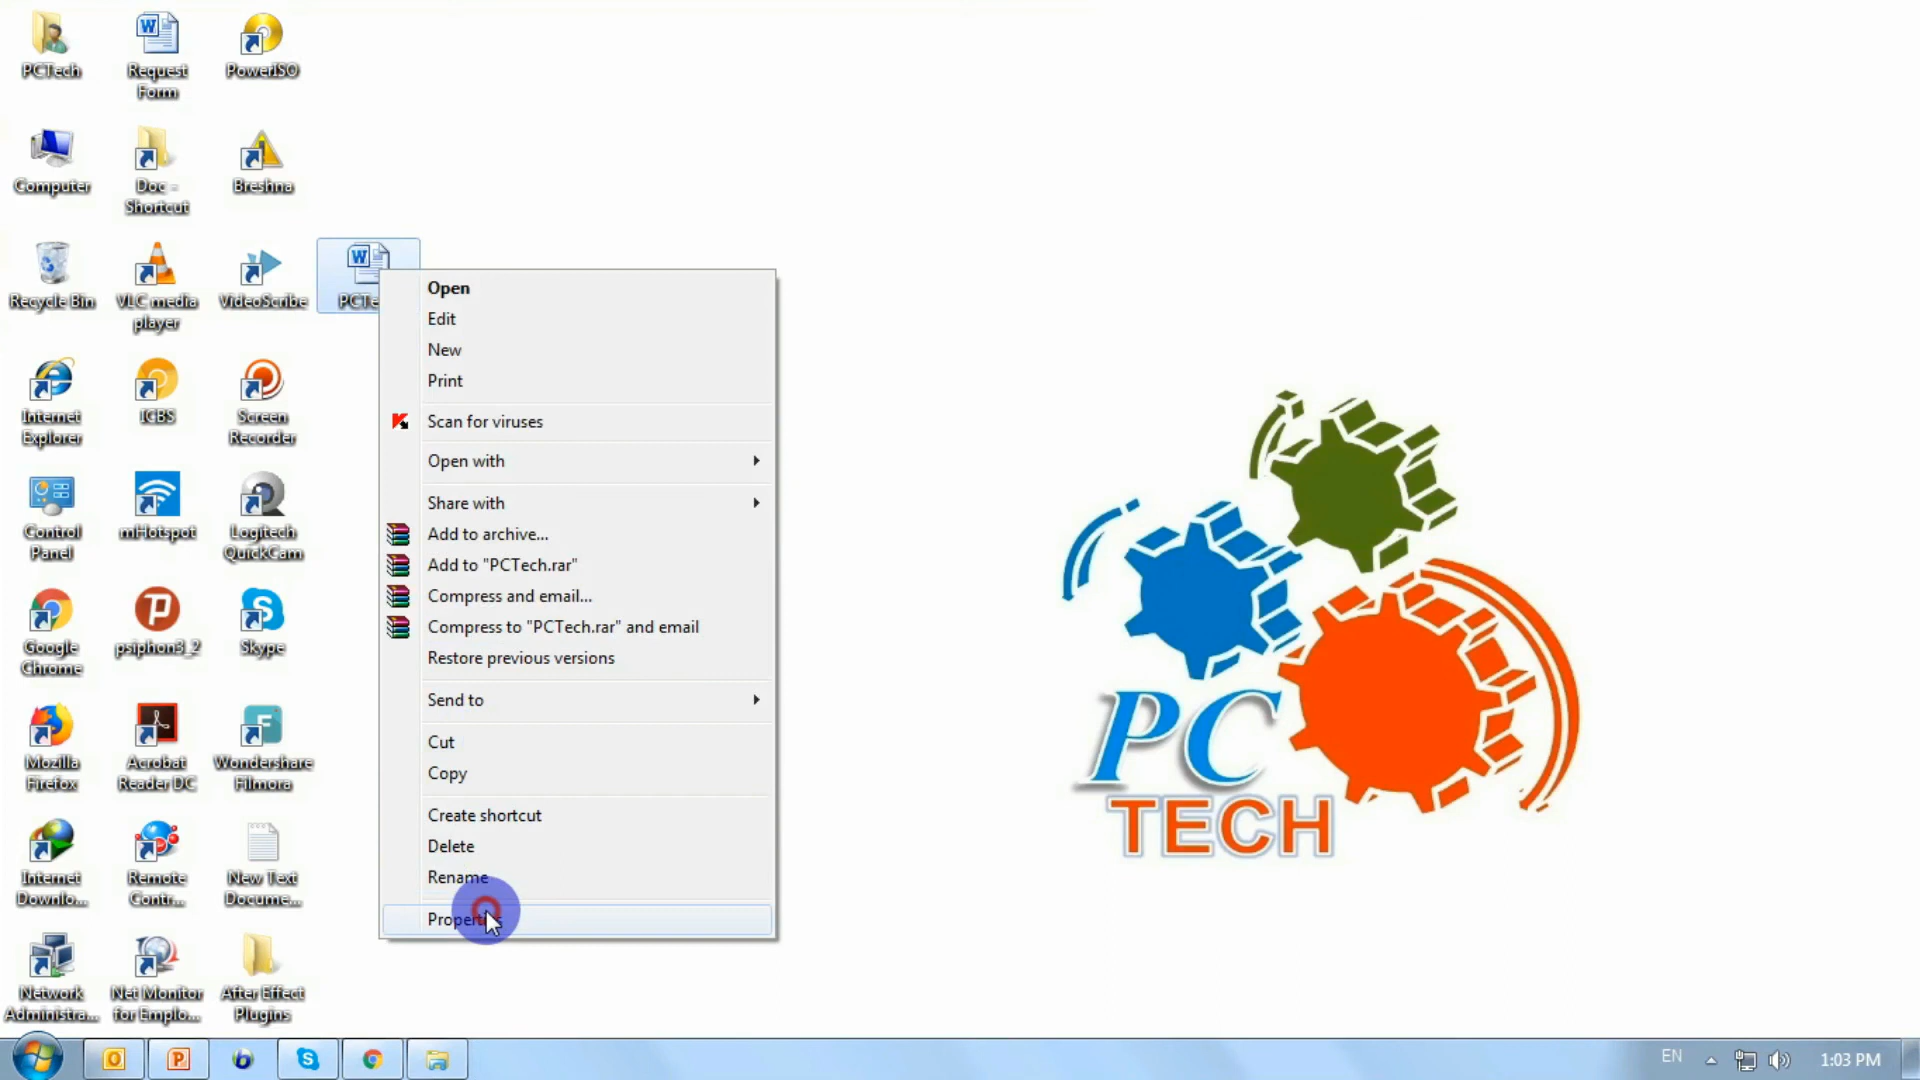 PCTech
Request
Form
PowerISO
Computer
Doc -
Shortcut
Breshna
Recycle Bin
VLC media
player
VideoScribe
Internet
Explorer
ICBS
Screen
Recorder
Control
Panel
mHotspot
Logitech
QuickCam
Google
Chrome
psiphon3_2
Skype
Mozilla
Firefox
Acrobat
Reader DC
Wondershare
Filmora
Internet
Downlo...
Remote
Contr...
New Text
Docume...
Network
Administra...
Net Monitor
for Emplo...
After Effect
Plugins
Open
Edit
New
Print
Scan for viruses
Open with
Share with
Add to archive...
Add to "PCTech.rar"
Compress and email...
Compress to "PCTech.rar" and email
Restore previous versions
Send to
Cut
Copy
Create shortcut
Delete
Rename
Properties
PC
TECH
EN
1:03 PM